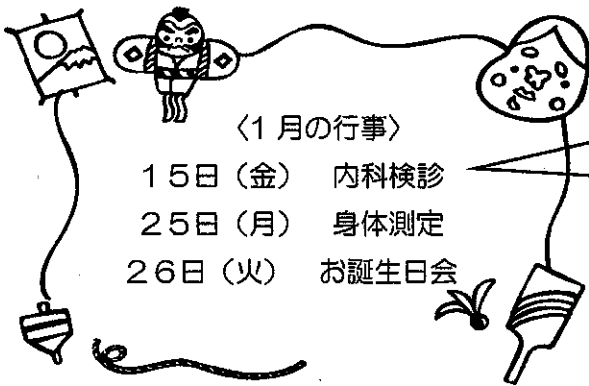 〈1月の行事〉
15日（金）　内科検診
25日（月）　身体測定
26日（火）　お誕生日会